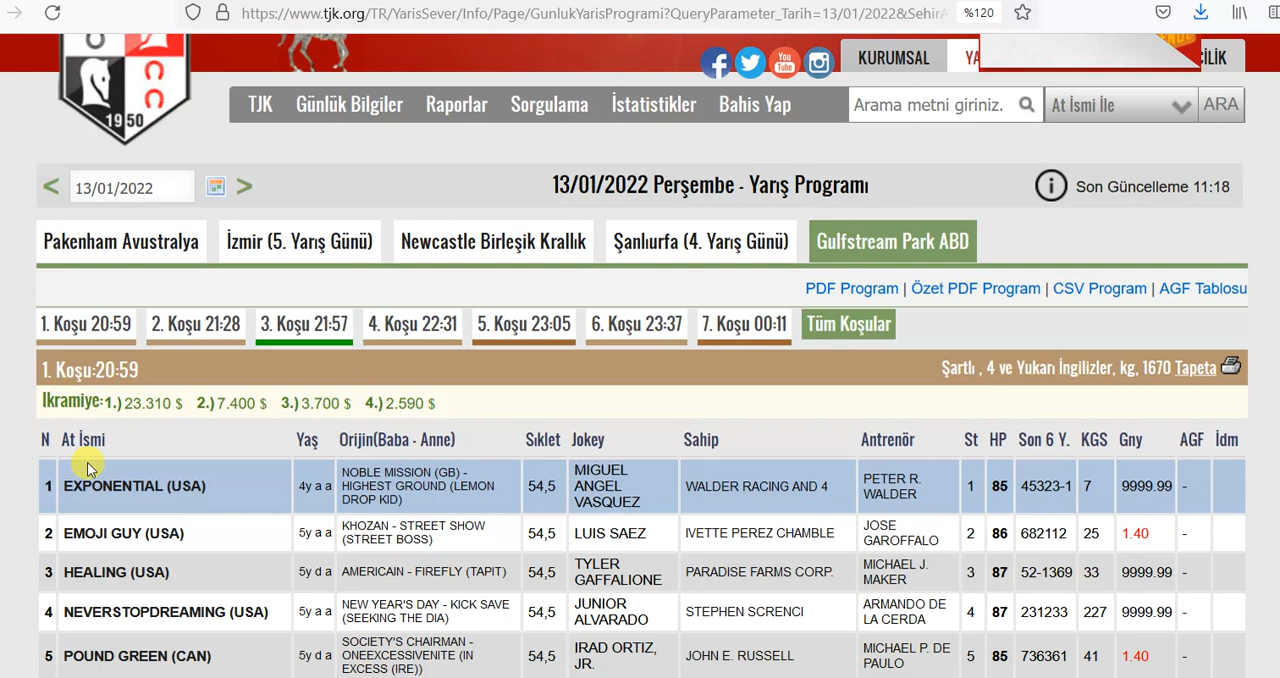 https://www.tjk.org/TR/YarisSever/Info/Page/GunlukYarisProgrami?QueryParameter_Tarih=13/01/2022&SehirA
%120
1950
You Tube
KURUMSAL
YA
CİLİK
TJK Günlük Bilgiler Raporlar Sorgulama İstatistikler Bahis Yap
Arama metni giriniz.
At İsmi İle
ARA
13/01/2022
13/01/2022 Perşembe - Yarış Programı
Son Güncelleme 11:18
Pakenham Avustralya
İzmir (5. Yarış Günü)
Newcastle Birleşik Krallık
Şanlıurfa (4. Yarış Günü)
Gulfstream Park ABD
PDF Program | Özet PDF Program | CSV Program | AGF Tablosu
1. Koşu 20:59
2. Koşu 21:28
3. Koşu 21:57
4. Koşu 22:31
5. Koşu 23:05
6. Koşu 23:37
7. Koşu 00:11
Tüm Koşular
1. Koşu:20:59
Şartlı , 4 ve Yukarı İngilizler, kg, 1670 Tapeta
Ikramiye:1.) 23.310 $ 2.) 7.400 $ 3.) 3.700 $ 4.) 2.590 $
N At İsmi Yaş Orijin(Baba - Anne) Sıklet Jokey Sahip Antrenör St HP Son 6 Y. KGS Gny AGF İdm
1 EXPONENTIAL (USA) 4y a a
NOBLE MISSION (GB) -
HIGHEST GROUND (LEMON
DROP KID)
54,5
MIGUEL
ANGEL
VASQUEZ
WALDER RACING AND 4
PETER R.
WALDER
1 85 45323-1 7 9999.99 -
2 EMOJI GUY (USA) 5y a a
KHOZAN - STREET SHOW
(STREET BOSS)
54,5 LUIS SAEZ IVETTE PEREZ CHAMBLE
JOSE
GAROFFALO
2 86 682112 25 1.40 -
3 HEALING (USA) 5y d a AMERICAIN - FIREFLY (TAPIT) 54,5
TYLER
GAFFALIONE
PARADISE FARMS CORP.
MICHAEL J.
MAKER
3 87 52-1369 33 9999.99 -
4 NEVERSTOPDREAMING (USA) 5y a a
NEW YEAR'S DAY - KICK SAVE
(SEEKING THE DIA)
54,5
JUNIOR
ALVARADO
STEPHEN SCRENCI
ARMANDO DE
LA CERDA
4 87 231233 227 9999.99 -
5 POUND GREEN (CAN) 5y d a
SOCIETY'S CHAIRMAN -
ONEEXCESSIVENITE (IN
EXCESS (IRE))
54,5
IRAD ORTIZ,
JR.
JOHN E. RUSSELL
MICHAEL P. DE
PAULO
5 85 736361 41 1.40 -